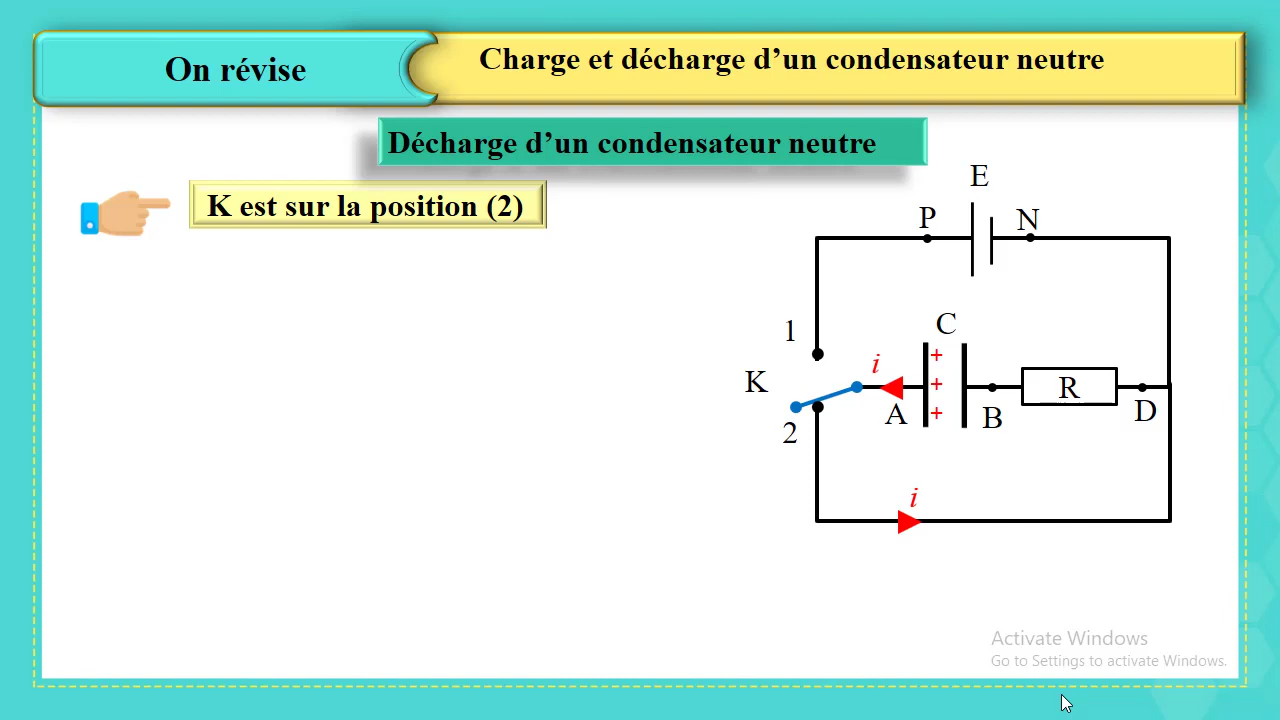 On révise
Charge et décharge d’un condensateur neutre
Décharge d’un condensateur neutre
K est sur la position (2)
E
P
N
1
C
i
+
K
+
R
A
+
B
D
2
i
Activate Windows
Go to Settings to activate Windows.